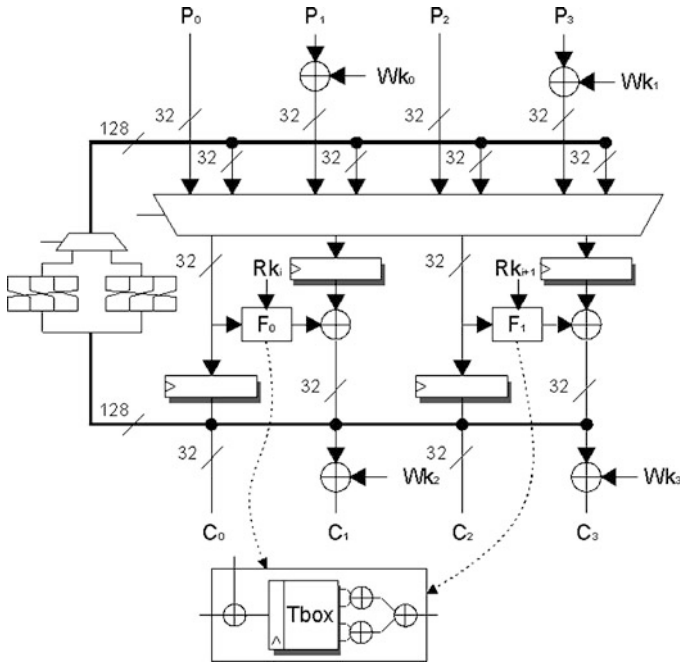 P₀ P₁ P₂ P₃
Wk₀ Wk₁
32 32 32 32
128
32 32 32 32
32 Rkᵢ 32 Rkᵢ₊₁
F₀ F₁
32 32
128
32 Wk₂ 32 Wk₃
C₀ C₁ C₂ C₃
Tbox